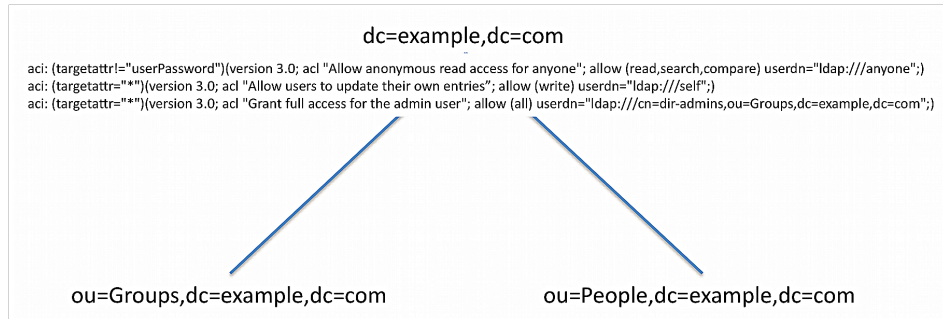 dc=example,dc=com
aci: (targetattr!="userPassword")(version 3.0; acl "Allow anonymous read access for anyone"; allow (read,search,compare) userdn="ldap:///anyone";)
aci: (targetattr="*")(version 3.0; acl "Allow users to update their own entries”; allow (write) userdn="ldap:///self";)
aci: (targetattr="*")(version 3.0; acl "Grant full access for the admin user"; allow (all) userdn="ldap:///cn=dir-admins,ou=Groups,dc=example,dc=com";)
ou=Groups,dc=example,dc=com
ou=People,dc=example,dc=com